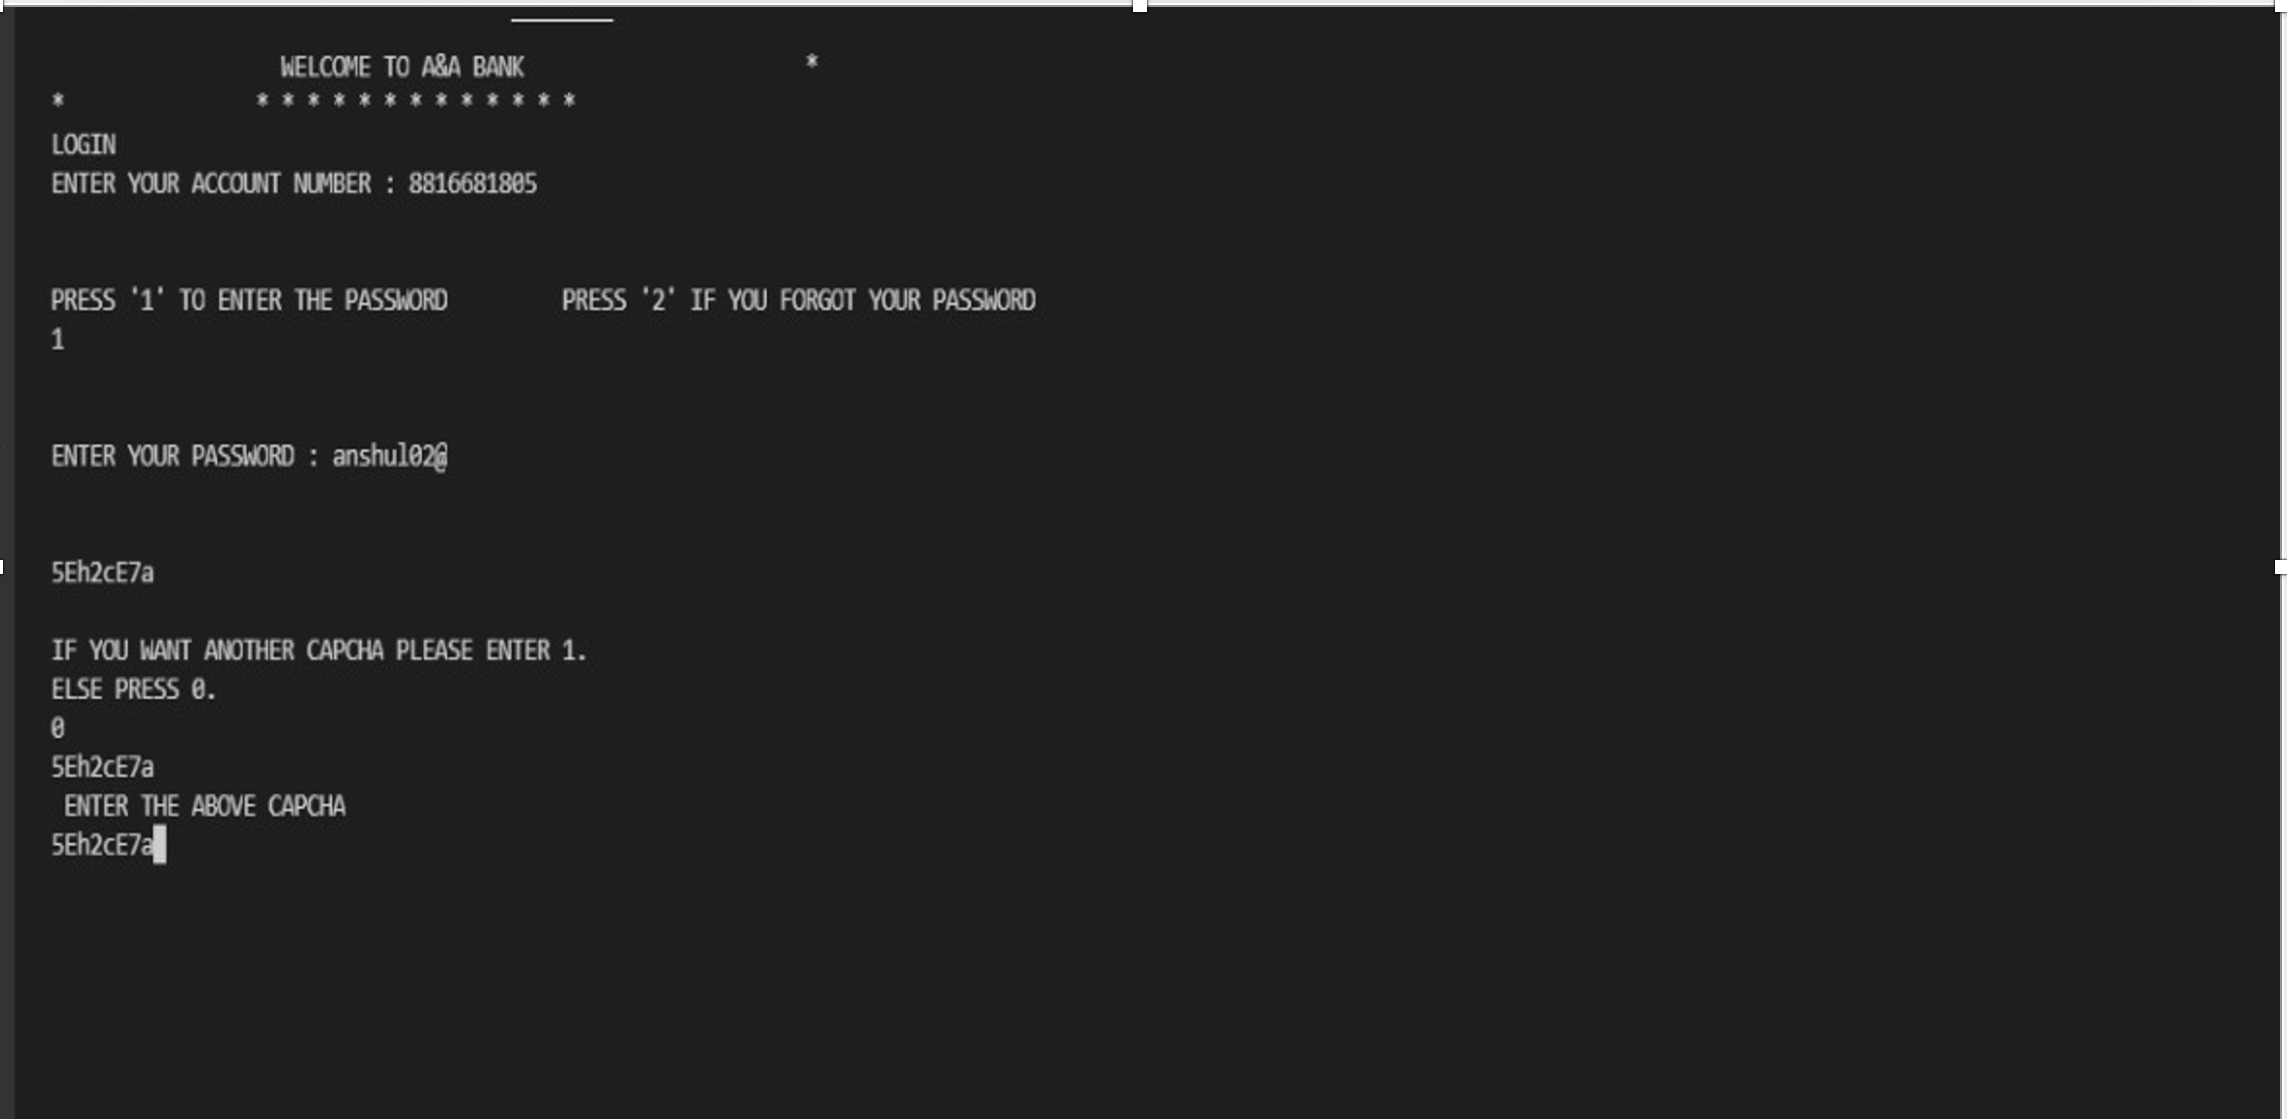 WELCOME TO A&A BANK *
* * * * * * * * * * * * * *
LOGIN
ENTER YOUR ACCOUNT NUMBER : 8816681805
PRESS '1' TO ENTER THE PASSWORD PRESS '2' IF YOU FORGOT YOUR PASSWORD
1
ENTER YOUR PASSWORD : anshul02@
5Eh2cE7a
IF YOU WANT ANOTHER CAPCHA PLEASE ENTER 1.
ELSE PRESS 0.
0
5Eh2cE7a
ENTER THE ABOVE CAPCHA
5Eh2cE7a